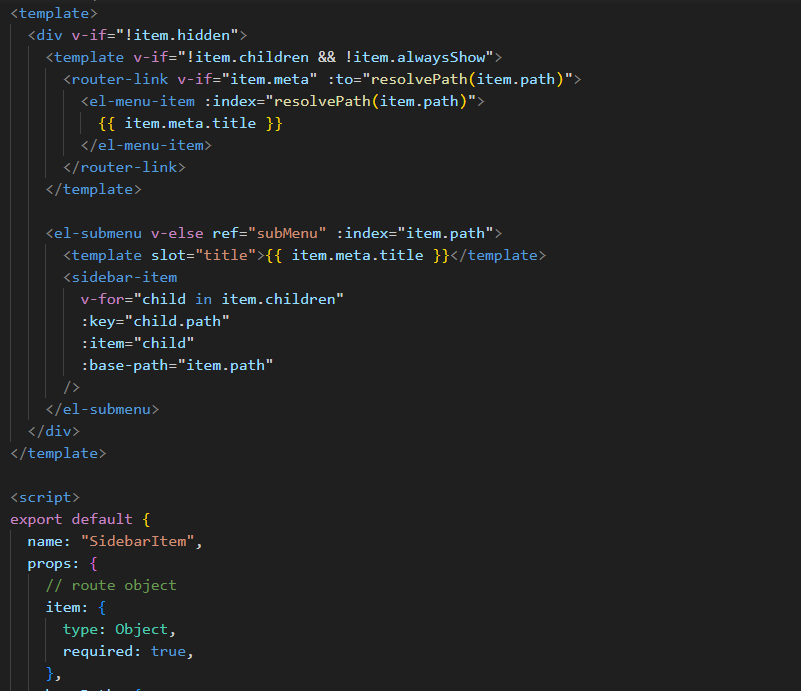 <template>
  <div v-if="!item.hidden">
    <template v-if="!item.children && !item.alwaysShow">
      <router-link v-if="item.meta" :to="resolvePath(item.path)">
        <el-menu-item :index="resolvePath(item.path)">
          {{ item.meta.title }}
        </el-menu-item>
      </router-link>
    </template>

    <el-submenu v-else ref="subMenu" :index="item.path">
      <template slot="title">{{ item.meta.title }}</template>
      <sidebar-item
        v-for="child in item.children"
        :key="child.path"
        :item="child"
        :base-path="item.path"
      />
    </el-submenu>
  </div>
</template>

<script>
export default {
  name: "SidebarItem",
  props: {
    // route object
    item: {
      type: Object,
      required: true,
    },